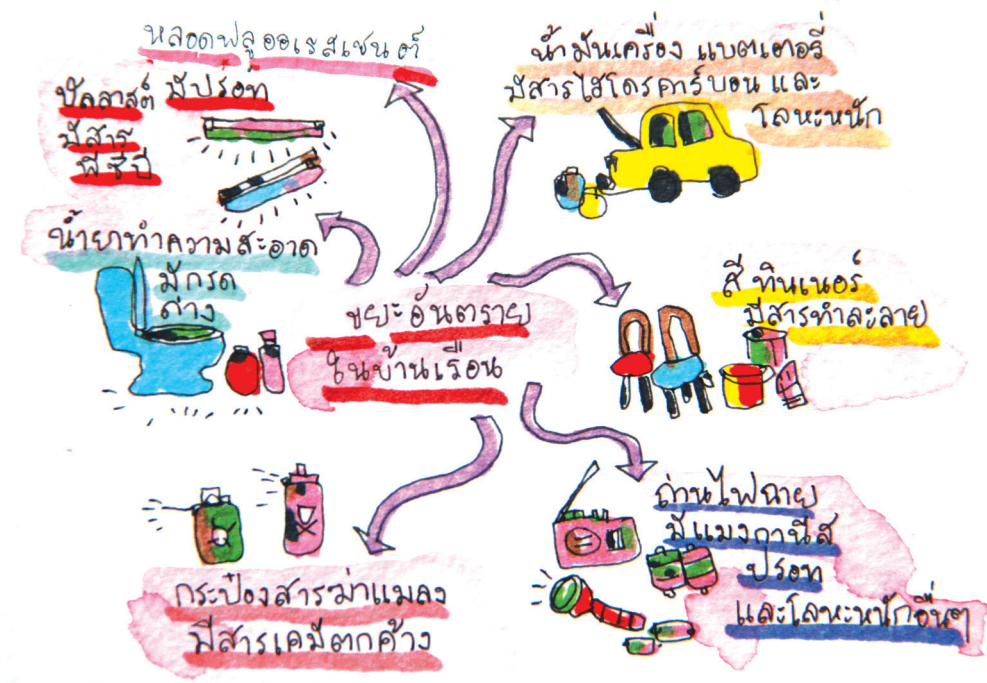 หลอดฟลูออเรสเซนต์
มีปรอท
บัลลาสต์
มีสาร
พีซีบี
น้ำมันเครื่อง แบตเตอรี่
มีสารไฮโดรคาร์บอน และ
โลหะหนัก
น้ำยาทำความสะอาด
มีกรด
ด่าง
ขยะอันตราย
ในบ้านเรือน
สี ทินเนอร์
มีสารทำละลาย
ถ่านไฟฉาย
มีแมงกานีส
ปรอท
และโลหะหนักอื่นๆ
กระป๋องสารฆ่าแมลง
มีสารเคมีตกค้าง